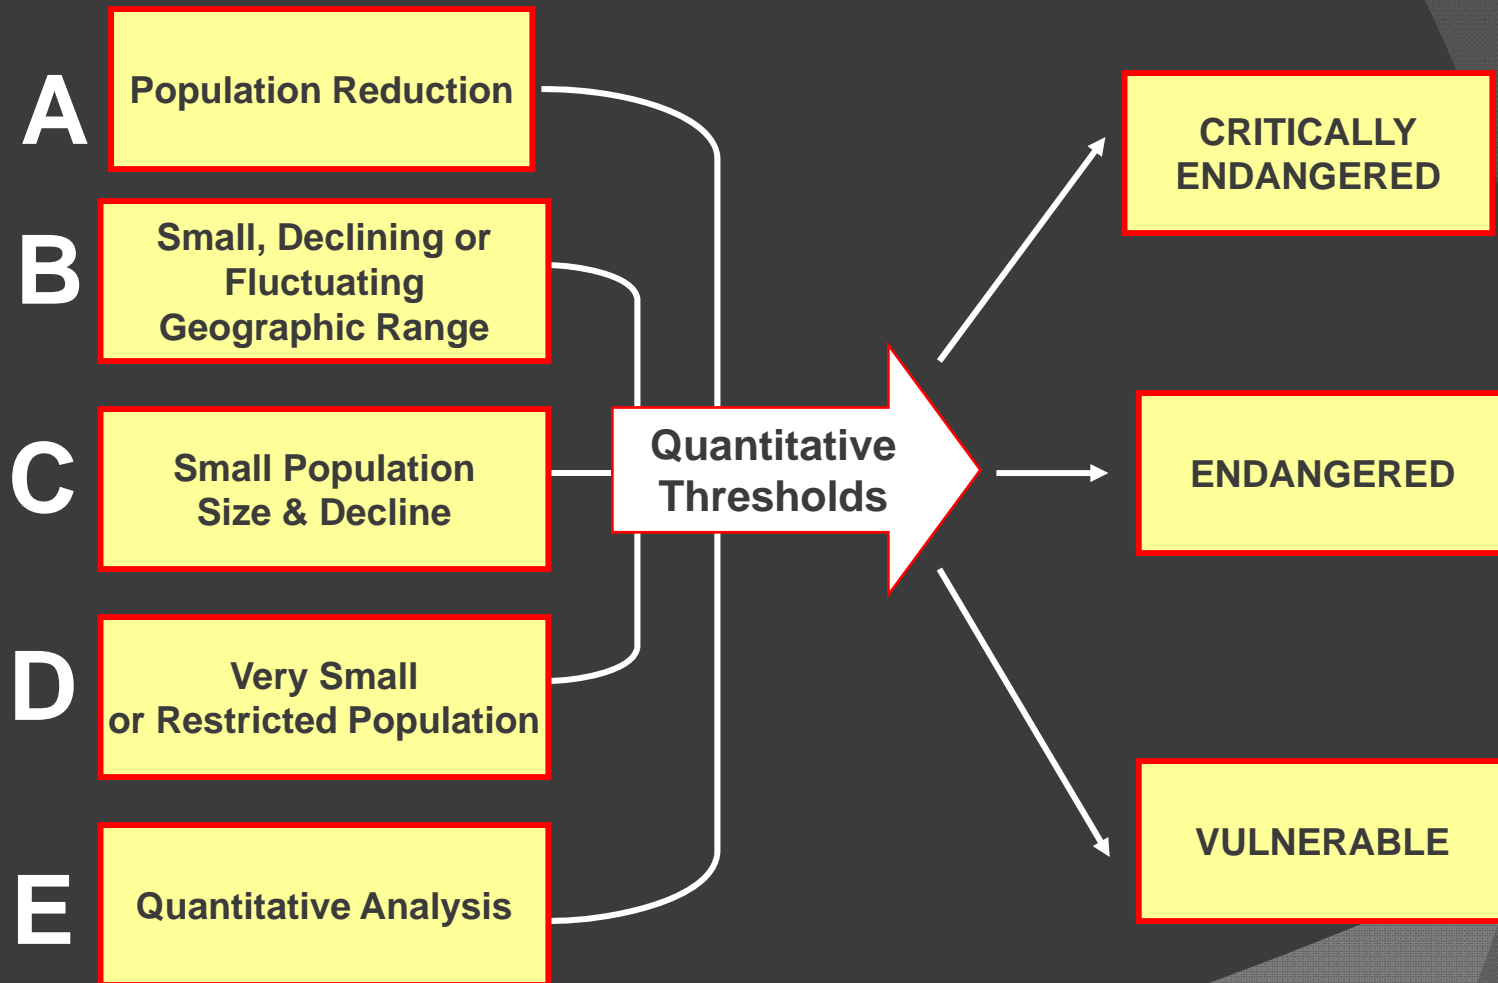 A
Population Reduction
B
Small, Declining or
Fluctuating
Geographic Range
C
Small Population
Size & Decline
D
Very Small
or Restricted Population
E
Quantitative Analysis
Quantitative
Thresholds
CRITICALLY
ENDANGERED
ENDANGERED
VULNERABLE